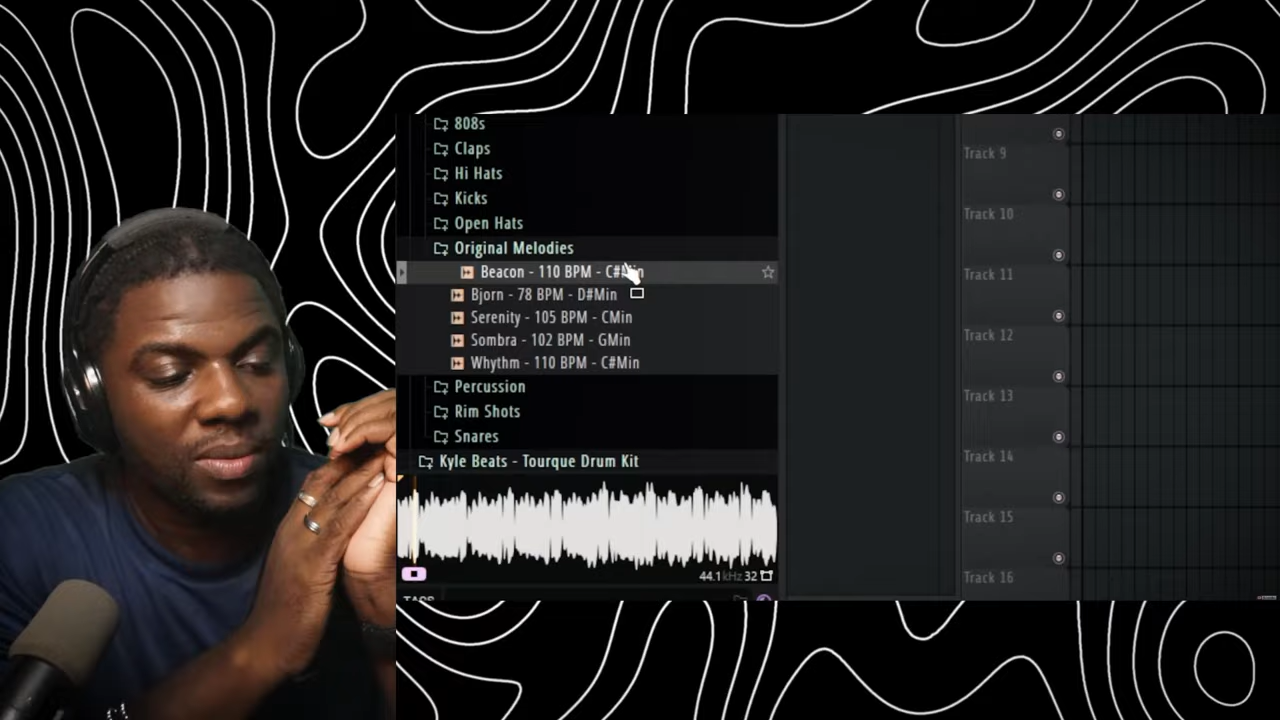 808s
Claps
Hi Hats
Kicks
Open Hats
Original Melodies
Beacon - 110 BPM - C#Min
Bjorn - 78 BPM - D#Min
Serenity - 105 BPM - CMin
Sombra - 102 BPM - GMin
Whythm - 110 BPM - C#Min
Percussion
Rim Shots
Snares
Kyle Beats - Tourque Drum Kit
44.1kHz 32
TAGS
Track 9
Track 10
Track 11
Track 12
Track 13
Track 14
Track 15
Track 16